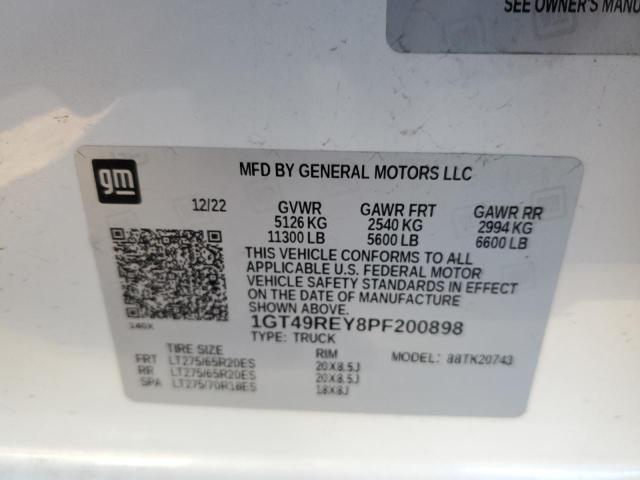 SEE OWNER'S MANU
gm
MFD BY GENERAL MOTORS LLC
12/22 GVWR GAWR FRT GAWR RR
5126 KG 2540 KG 2994 KG
11300 LB 5600 LB 6600 LB
THIS VEHICLE CONFORMS TO ALL
APPLICABLE U.S. FEDERAL MOTOR
VEHICLE SAFETY STANDARDS IN EFFECT
ON THE DATE OF MANUFACTURE
SHOWN ABOVE.
1GT49REY8PF200898
TYPE: TRUCK
TIRE SIZE RIM MODEL:
FRT LT275/65R20ES 20X8.5J
RR LT275/65R20ES 20X8.5J
SPA LT275/70R18ES 18X8J